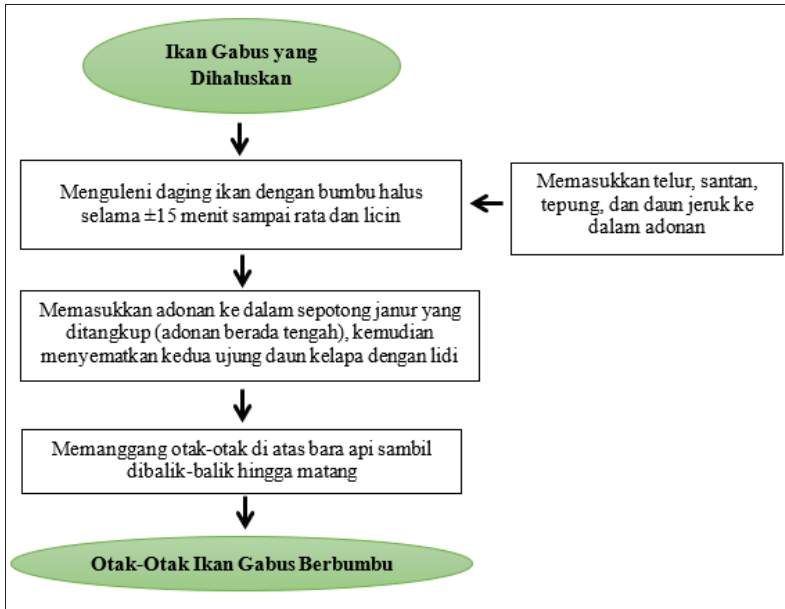 Ikan Gabus yang
Dihaluskan
Menguleni daging ikan dengan bumbu halus
selama ±15 menit sampai rata dan licin
Memasukkan telur, santan,
tepung, dan daun jeruk ke
dalam adonan
Memasukkan adonan ke dalam sepotong janur yang
ditangkup (adonan berada tengah), kemudian
menyematkan kedua ujung daun kelapa dengan lidi
Memanggang otak-otak di atas bara api sambil
dibalik-balik hingga matang
Otak-Otak Ikan Gabus Berbumbu